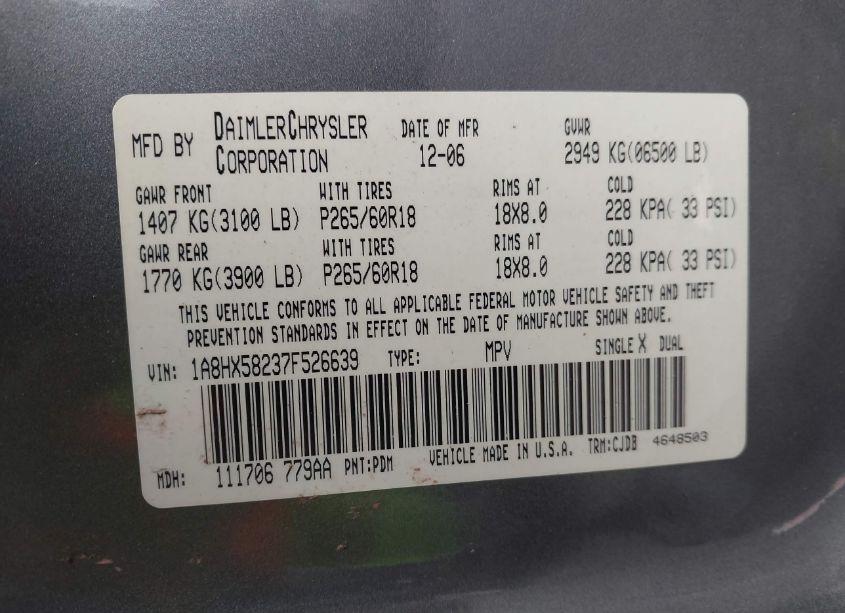 MFD BY DAIMLERCHRYSLER CORPORATION DATE OF MFR 12-06 GVWR 2949 KG(06500 LB)
GAWR FRONT WITH TIRES RIMS AT COLD
1407 KG(3100 LB) P265/60R18 18X8.0 228 KPA( 33 PSI)
GAWR REAR WITH TIRES RIMS AT COLD
1770 KG(3900 LB) P265/60R18 18X8.0 228 KPA( 33 PSI)
THIS VEHICLE CONFORMS TO ALL APPLICABLE FEDERAL MOTOR VEHICLE SAFETY AND THEFT
PREVENTION STANDARDS IN EFFECT ON THE DATE OF MANUFACTURE SHOWN ABOVE.
VIN: 1A8HX58237F526639 TYPE: MPV SINGLE X DUAL
MDH: 111706 779AA PNT:PDM VEHICLE MADE IN U.S.A. TRM:CJDB 4648503